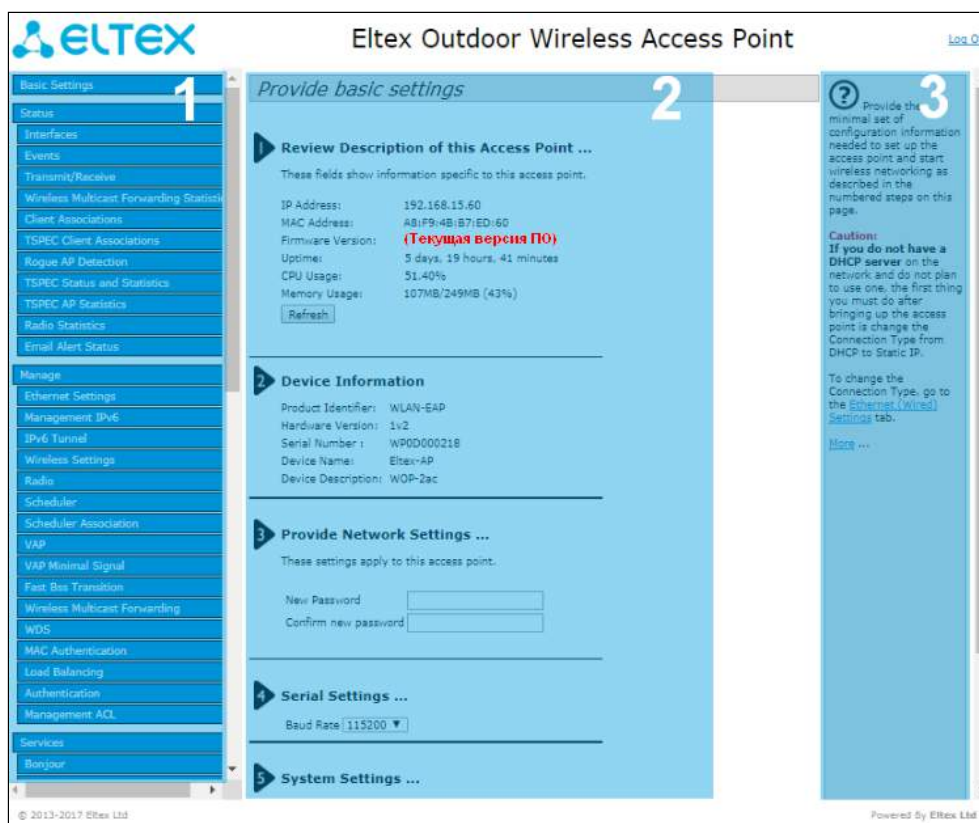 ELTEX
Eltex Outdoor Wireless Access Point
Log O
1
Basic Settings
Status
Interfaces
Events
Transmit/Receive
Wireless Multicast Forwarding Statisti
Client Associations
TSPEC Client Associations
Rogue AP Detection
TSPEC Status and Statistics
TSPEC AP Statistics
Radio Statistics
Email Alert Status
Manage
Ethernet Settings
Management IPv6
IPv6 Tunnel
Wireless Settings
Radio
Scheduler
Scheduler Association
VAP
VAP Minimal Signal
Fast Bss Transition
Wireless Multicast Forwarding
WDS
MAC Authentication
Load Balancing
Authentication
Management ACL
Services
Bonjour
2
Provide basic settings
1 Review Description of this Access Point ...
These fields show information specific to this access point.
IP Address: 192.168.15.60
MAC Address: A8:F9:4B:B7:ED:60
Firmware Version: (Текущая версия ПО)
Uptime: 5 days, 19 hours, 41 minutes
CPU Usage: 51.40%
Memory Usage: 107MB/249MB (43%)
Refresh
2 Device Information
Product Identifier: WLAN-EAP
Hardware Version: 1v2
Serial Number : WP0D000218
Device Name: Eltex-AP
Device Description: WOP-2ac
3 Provide Network Settings ...
These settings apply to this access point.
New Password
Confirm new password
4 Serial Settings ...
Baud Rate 115200
5 System Settings ...
3
? Provide the
minimal set of
configuration information
needed to set up the
access point and start
wireless networking as
described in the
numbered steps on this
page.
Caution:
If you do not have a
DHCP server on the
network and do not plan
to use one, the first thing
you must do after
bringing up the access
point is change the
Connection Type from
DHCP to Static IP.
To change the
Connection Type, go to
the Ethernet (Wired)
Settings tab.
More ...
© 2013-2017 Eltex Ltd
Powered By Eltex Ltd